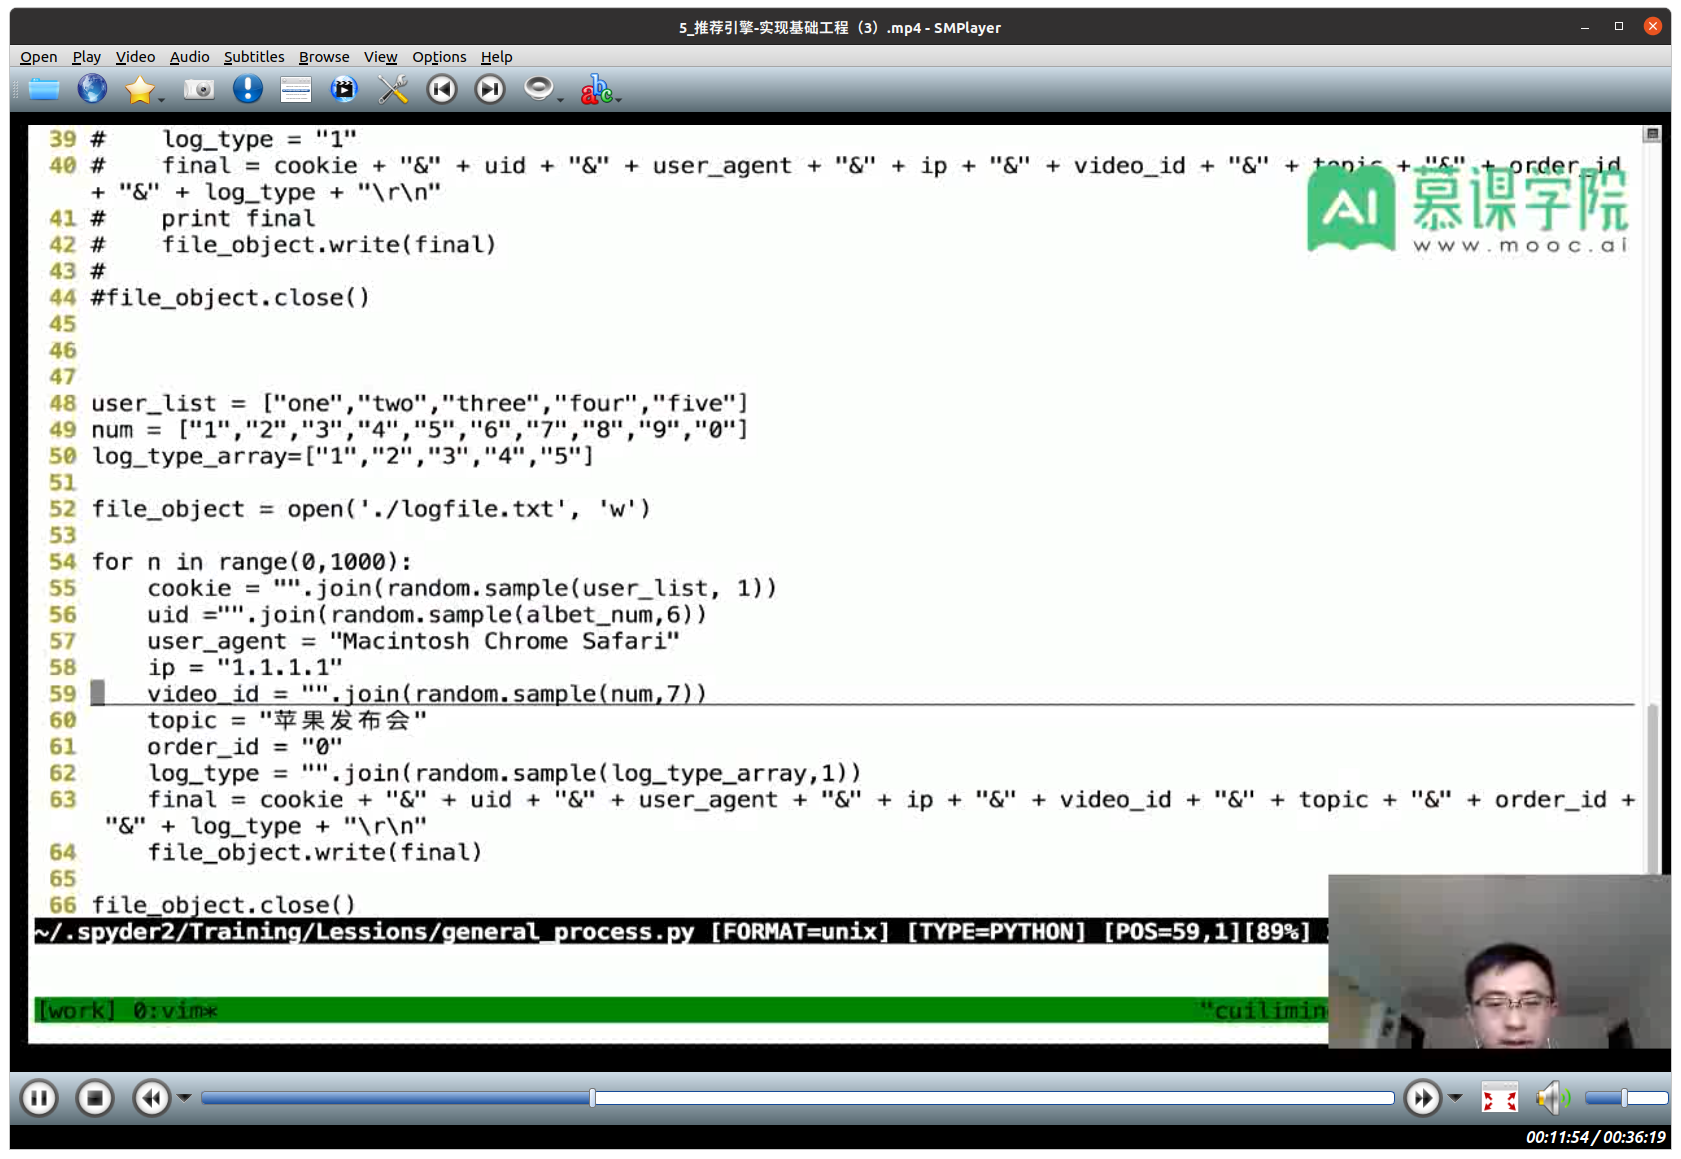 5_推荐引擎-实现基础工程（3）.mp4 - SMPlayer
Open Play Video Audio Subtitles Browse View Options Help
39 #    log_type = "1"
40 #    final = cookie + "&" + uid + "&" + user_agent + "&" + ip + "&" + video_id + "&" + topic + "&" + order_id
+ "&" + log_type + "\r\n"
41 #    print final
42 #    file_object.write(final)
43 #
44 #file_object.close()
45
46
47
48 user_list = ["one","two","three","four","five"]
49 num = ["1","2","3","4","5","6","7","8","9","0"]
50 log_type_array=["1","2","3","4","5"]
51
52 file_object = open('./logfile.txt', 'w')
53
54 for n in range(0,1000):
55     cookie = "".join(random.sample(user_list, 1))
56     uid ="".join(random.sample(albet_num,6))
57     user_agent = "Macintosh Chrome Safari"
58     ip = "1.1.1.1"
59     video_id = "".join(random.sample(num,7))
60     topic = "苹果发布会"
61     order_id = "0"
62     log_type = "".join(random.sample(log_type_array,1))
63     final = cookie + "&" + uid + "&" + user_agent + "&" + ip + "&" + video_id + "&" + topic + "&" + order_id +
"&" + log_type + "\r\n"
64     file_object.write(final)
65
66 file_object.close()
~/.spyder2/Training/Lessions/general_process.py [FORMAT=unix] [TYPE=PYTHON] [POS=59,1][89%]
[work] 0:vim* "cuilimin
AI 慕课学院
www.mooc.ai
abc
00:11:54 / 00:36:19